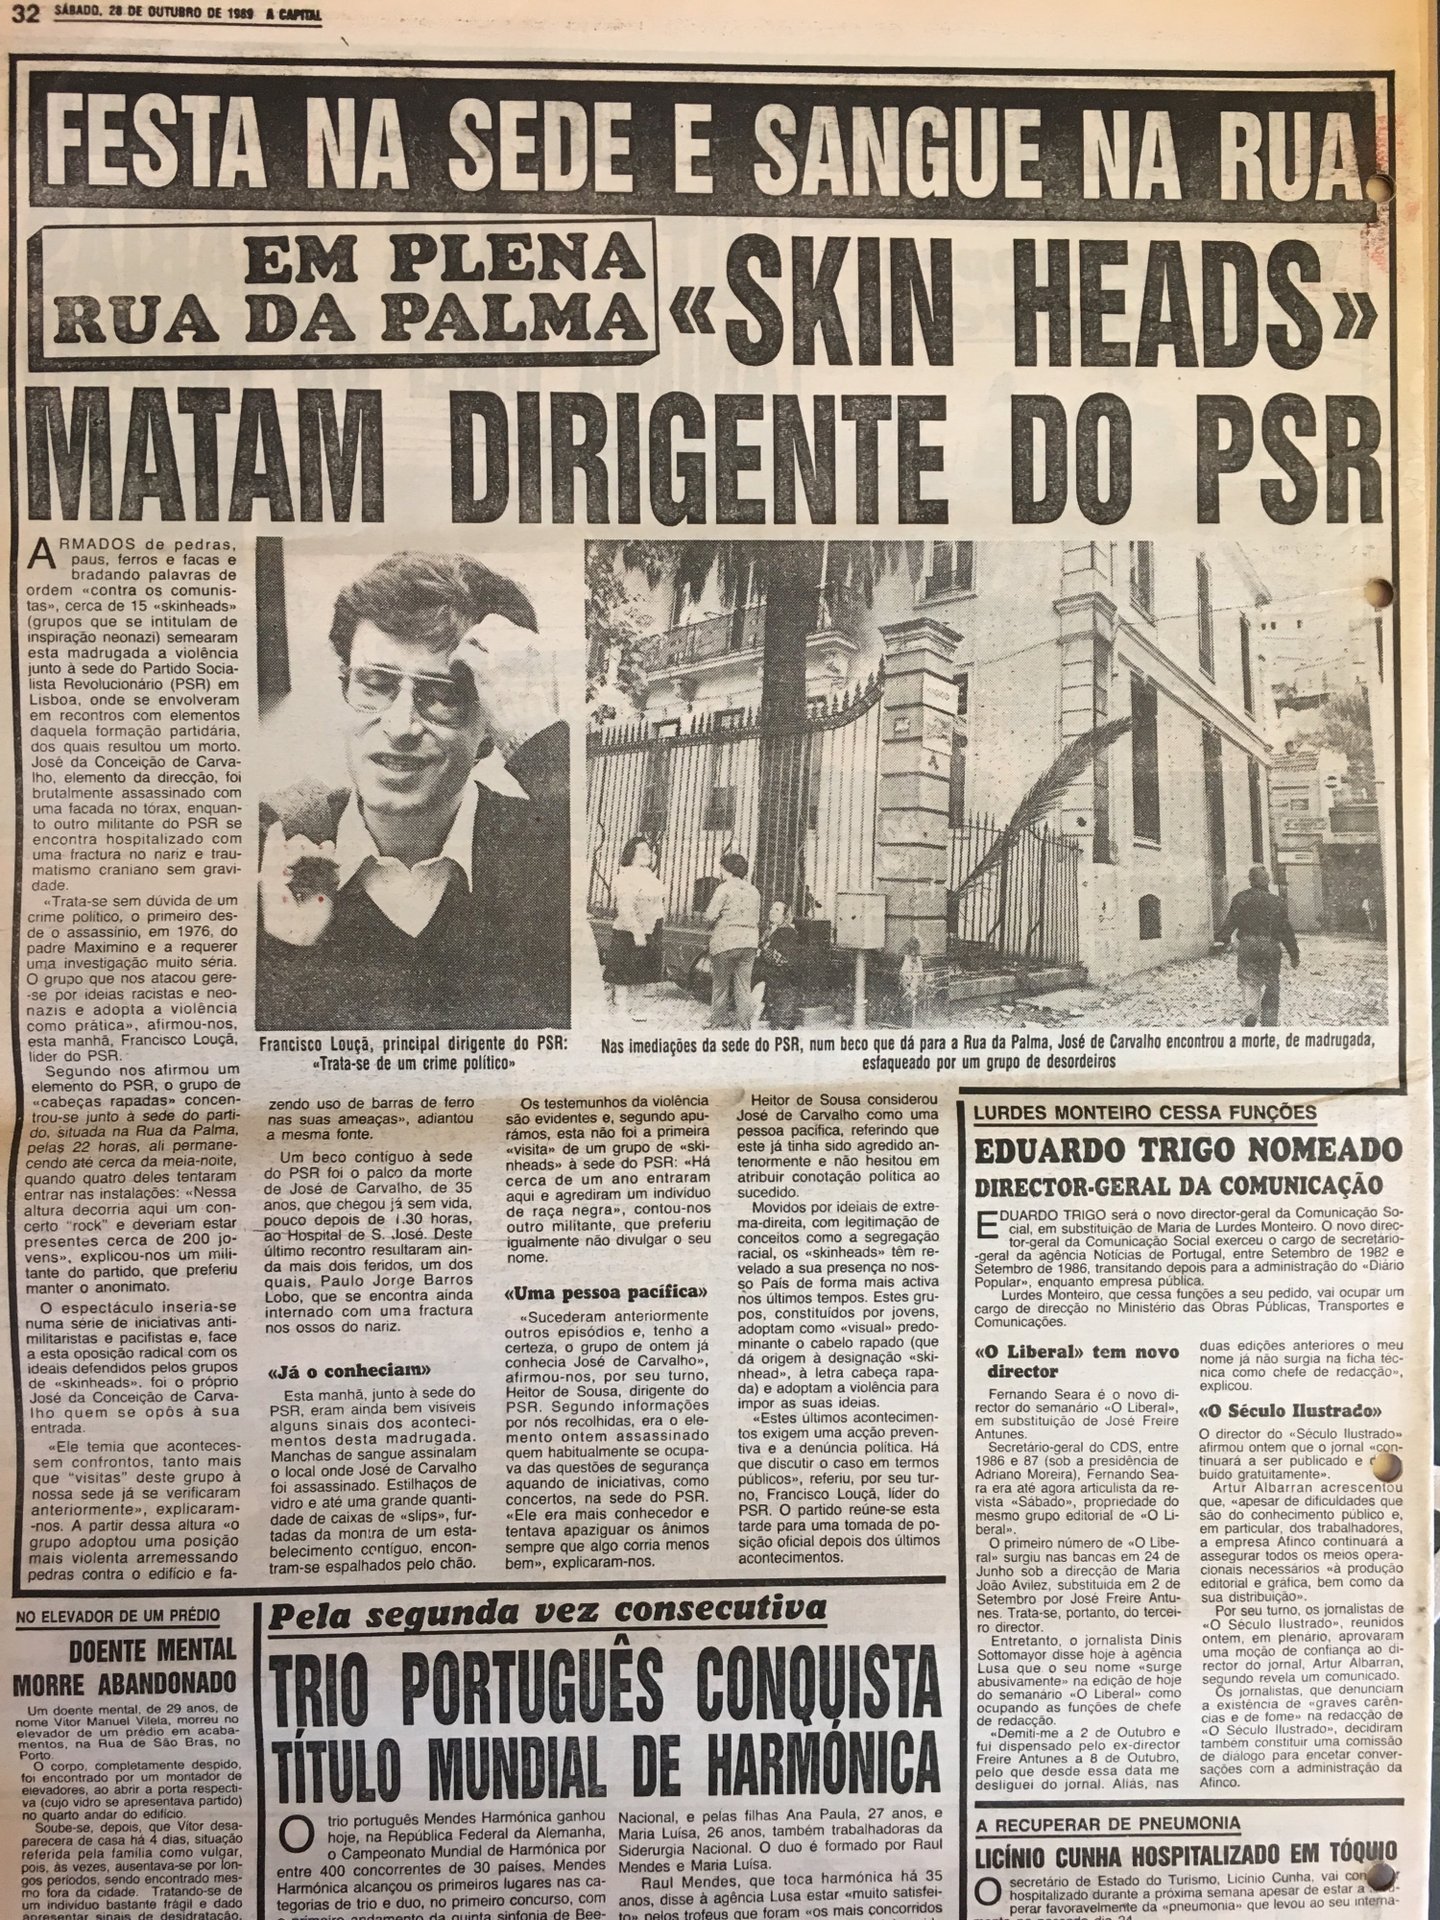 32 SÁBADO, 28 DE OUTUBRO DE 1989 A CAPITAL
FESTA NA SEDE E SANGUE NA RUA
EM PLENA
RUA DA PALMA
«SKIN HEADS»
MATAM DIRIGENTE DO PSR
ARMADOS de pedras,
paus, ferros e facas e
bradando palavras de
ordem «contra os comunis-
tas», cerca de 15 «skinheads»
(grupos que se intitulam de
inspiração neonazi) semearam
esta madrugada a violência
junto à sede do Partido Socia-
lista Revolucionário (PSR) em
Lisboa, onde se envolveram
em recontros com elementos
daquela formação partidária,
dos quais resultou um morto.
José da Conceição de Carva-
lho, elemento da direcção, foi
brutalmente assassinado com
uma facada no tórax, enquan-
to outro militante do PSR se
encontra hospitalizado com
uma fractura no nariz e trau-
matismo craniano sem gravi-
dade.
«Trata-se sem dúvida de um
crime político, o primeiro des-
de o assassínio, em 1976, do
padre Maximino e a requerer
uma investigação muito séria.
O grupo que nos atacou gere-
-se por ideias racistas e neo-
nazis e adopta a violência
como prática», afirmou-nos,
esta manhã, Francisco Louçã,
líder do PSR.
Segundo nos afirmou um
elemento do PSR, o grupo de
«cabeças rapadas» concen-
trou-se junto à sede do parti-
do, situada na Rua da Palma,
pelas 22 horas, ali permane-
cendo até cerca da meia-noite,
quando quatro deles tentaram
entrar nas instalações: «Nessa
altura decorria aqui um con-
certo "rock" e deveriam estar
presentes cerca de 200 jo-
vens», explicou-nos um mili-
tante do partido, que preferiu
manter o anonimato.
O espectáculo inseria-se
numa série de iniciativas anti-
militaristas e pacifistas e, face
a esta oposição radical com os
ideais defendidos pelos grupos
de «skinheads», foi o próprio
José da Conceição de Carva-
lho quem se opôs à sua
entrada.
«Ele temia que acontecess-
sem confrontos, tanto mais
que "visitas" deste grupo à
nossa sede já se verificaram
anteriormente», explicaram-
-nos. A partir dessa altura «o
grupo adoptou uma posição
mais violenta arremessando
pedras contra o edifício e fa-
Francisco Louçã, principal dirigente do PSR:
«Trata-se de um crime político»
Nas imediações da sede do PSR, num beco que dá para a Rua da Palma, José de Carvalho encontrou a morte, de madrugada,
esfaqueado por um grupo de desordeiros
zendo uso de barras de ferro
nas suas ameaças», adiantou
a mesma fonte.
Um beco contíguo à sede
do PSR foi o palco da morte
de José de Carvalho, de 35
anos, que chegou já sem vida,
pouco depois de 1.30 horas,
ao Hospital de S. José. Deste
último recontro resultaram ain-
da mais dois feridos, um dos
quais, Paulo Jorge Barros
Lobo, que se encontra ainda
internado com uma fractura
nos ossos do nariz.
«Já o conheciam»
Esta manhã, junto à sede do
PSR, eram ainda bem visíveis
alguns sinais dos aconteci-
mentos desta madrugada.
Manchas de sangue assinalam
o local onde José de Carvalho
foi assassinado. Estilhaços de
vidro e até uma grande quanti-
dade de caixas de «slips», fur-
tadas da montra de um esta-
belecimento contíguo, encon-
tram-se espalhados pelo chão.
Os testemunhos da violência
são evidentes e, segundo apu-
rámos, esta não foi a primeira
«visita» de um grupo de «ski-
nheads» à sede do PSR: «Há
cerca de um ano entraram
aqui e agrediram um indivíduo
de raça negra», contou-nos
outro militante, que preferiu
igualmente não divulgar o seu
nome.
«Uma pessoa pacífica»
«Sucederam anteriormente
outros episódios e, tenho a
certeza, o grupo de ontem já
conhecia José de Carvalho»,
afirmou-nos, por seu turno,
Heitor de Sousa, dirigente do
PSR. Segundo informações
por nós recolhidas, era o ele-
mento ontem assassinado
quem habitualmente se ocupa-
va das questões de segurança
aquando de iniciativas, como
concertos, na sede do PSR.
«Ele era mais conhecedor e
tentava apaziguar os ânimos
sempre que algo corria menos
bem», explicaram-nos.
Heitor de Sousa considerou
José de Carvalho como uma
pessoa pacífica, referindo que
este já tinha sido agredido an-
teriormente e não hesitou em
atribuir conotação política ao
sucedido.
Movidos por ideiais de extre-
ma-direita, com legitimação de
conceitos como a segregação
racial, os «skinheads» têm re-
velado a sua presença no nos-
so País de forma mais activa
nos últimos tempos. Estes gru-
pos, constituídos por jovens,
adoptam como «visual» predo-
minante o cabelo rapado (que
dá origem à designação «ski-
nhead», à letra cabeça rapa-
da) e adoptam a violência para
impor as suas ideias.
«Estes últimos acontecimen-
tos exigem uma acção preven-
tiva e a denúncia política. Há
que discutir o caso em termos
públicos», referiu, por seu tur-
no, Francisco Louçã, líder do
PSR. O partido reúne-se esta
tarde para uma tomada de po-
sição oficial depois dos últimos
acontecimentos.
LURDES MONTEIRO CESSA FUNÇÕES
EDUARDO TRIGO NOMEADO
DIRECTOR-GERAL DA COMUNICAÇÃO
EDUARDO TRIGO será o novo director-geral da Comunicação So-
cial, em substituição de Maria de Lurdes Monteiro. O novo direc-
tor-geral da Comunicação Social exerceu o cargo de secretário-
-geral da agência Notícias de Portugal, entre Setembro de 1982 e
Setembro de 1986, transitando depois para a administração do «Diário
Popular», enquanto empresa pública.
Lurdes Monteiro, que cessa funções a seu pedido, vai ocupar um
cargo de direcção no Ministério das Obras Públicas, Transportes e
Comunicações.
«O Liberal» tem novo
director
Fernando Seara é o novo di-
rector do semanário «O Liberal»,
em substituição de José Freire
Antunes.
Secretário-geral do CDS, entre
1986 e 87 (sob a presidência de
Adriano Moreira), Fernando Sea-
ra era até agora articulista da re-
vista «Sábado», propriedade do
mesmo grupo editorial de «O Li-
beral».
O primeiro número de «O Libe-
ral» surgiu nas bancas em 24 de
Junho sob a direcção de Maria
João Avilez, substituída em 2 de
Setembro por José Freire Antu-
nes. Trata-se, portanto, do tercei-
ro director.
Entretanto, o jornalista Dinis
Sottomayor disse hoje à agência
Lusa que o seu nome «surge
abusivamente» na edição de hoje
do semanário «O Liberal» como
ocupando as funções de chefe
de redacção.
«Demiti-me a 2 de Outubro e
fui dispensado pelo ex-director
Freire Antunes a 8 de Outubro,
pelo que desde essa data me
desliguei do jornal. Aliás, nas
duas edições anteriores o meu
nome já não surgia na ficha téc-
nica como chefe de redacção»,
explicou.
«O Século Ilustrado»
O director do «Século Ilustrado»
afirmou ontem que o jornal «con-
tinuará a ser publicado e
buído gratuitamente».
Artur Albarran acrescentou
que, «apesar de dificuldades que
são do conhecimento público e,
em particular, dos trabalhadores,
a empresa Afinco continuará a
assegurar todos os meios opera-
cionais necessários «à produção
editorial e gráfica, bem como da
sua distribuição».
Por seu turno, os jornalistas de
«O Século Ilustrado», reunidos
ontem, em plenário, aprovaram
uma moção de confiança ao di-
rector do jornal, Artur Albarran,
segundo revela um comunicado.
Os jornalistas, que denunciam
a existência de «graves carên-
cias e de fome» na redacção de
«O Século Ilustrado», decidiram
também constituir uma comissão
de diálogo para encetar conver-
sações com a administração da
Afinco.
NO ELEVADOR DE UM PRÉDIO
DOENTE MENTAL
MORRE ABANDONADO
Um doente mental, de 29 anos, de
nome Vitor Manuel Vilela, morreu no
elevador de um prédio em acaba-
mentos, na Rua de São Bras, no
Porto.
O corpo, completamente despido,
foi encontrado por um montador de
elevadores, ao abrir a porta respecti-
va (cujo vidro se apresentava partido)
no quarto andar do edifício.
Soube-se, depois, que Vitor desa-
parecera de casa há 4 dias, situação
referida pela família como vulgar,
pois, às vezes, ausentava-se por lon-
gos períodos, sendo encontrado mes-
mo fora da cidade. Tratando-se de
um indivíduo bastante frágil e dado
apresentar sinais de desidratação,
Pela segunda vez consecutiva
TRIO PORTUGUÊS CONQUISTA
TÍTULO MUNDIAL DE HARMÓNICA
O trio português Mendes Harmónica ganhou
hoje, na República Federal da Alemanha,
o Campeonato Mundial de Harmónica por
entre 400 concorrentes de 30 países. Mendes
Harmónica alcançou os primeiros lugares nas ca-
tegorias de trio e duo, no primeiro concurso, com
o primeiro andamento da quinta sinfonia de Bee-
Nacional, e pelas filhas Ana Paula, 27 anos, e
Maria Luísa, 26 anos, também trabalhadoras da
Siderurgia Nacional. O duo é formado por Raul
Mendes e Maria Luísa.
Raul Mendes, que toca harmónica há 35
anos, disse à agência Lusa estar «muito satisfei-
to» pelos troféus que foram «os mais concorridos
A RECUPERAR DE PNEUMONIA
LICÍNIO CUNHA HOSPITALIZADO EM TÓQUIO
O secretário de Estado do Turismo, Licínio Cunha, vai
hospitalizado durante a próxima semana apesar de estar a
perar favoravelmente da «pneumonia» que levou ao seu